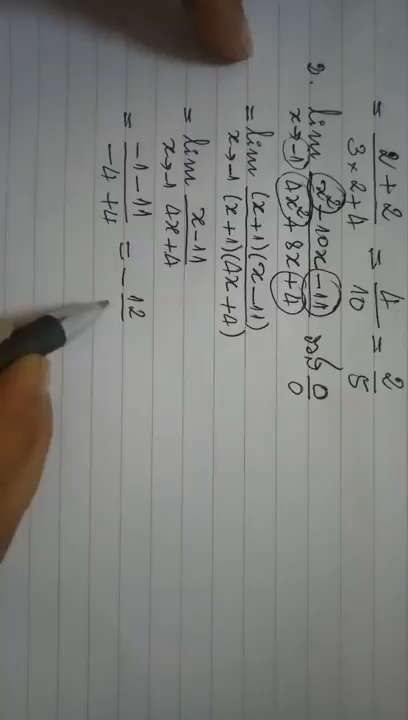 = 2+2 / 3×2+4 = 4/10 = 2/5
2. lim x→-1 x²-10x-11 / 4x²+8x+4 0/0
= lim x→-1 (x+1)(x-11) / (x+1)(4x+4)
= lim x→-1 x-11 / 4x+4
= -1-11 / -4+4 = -12